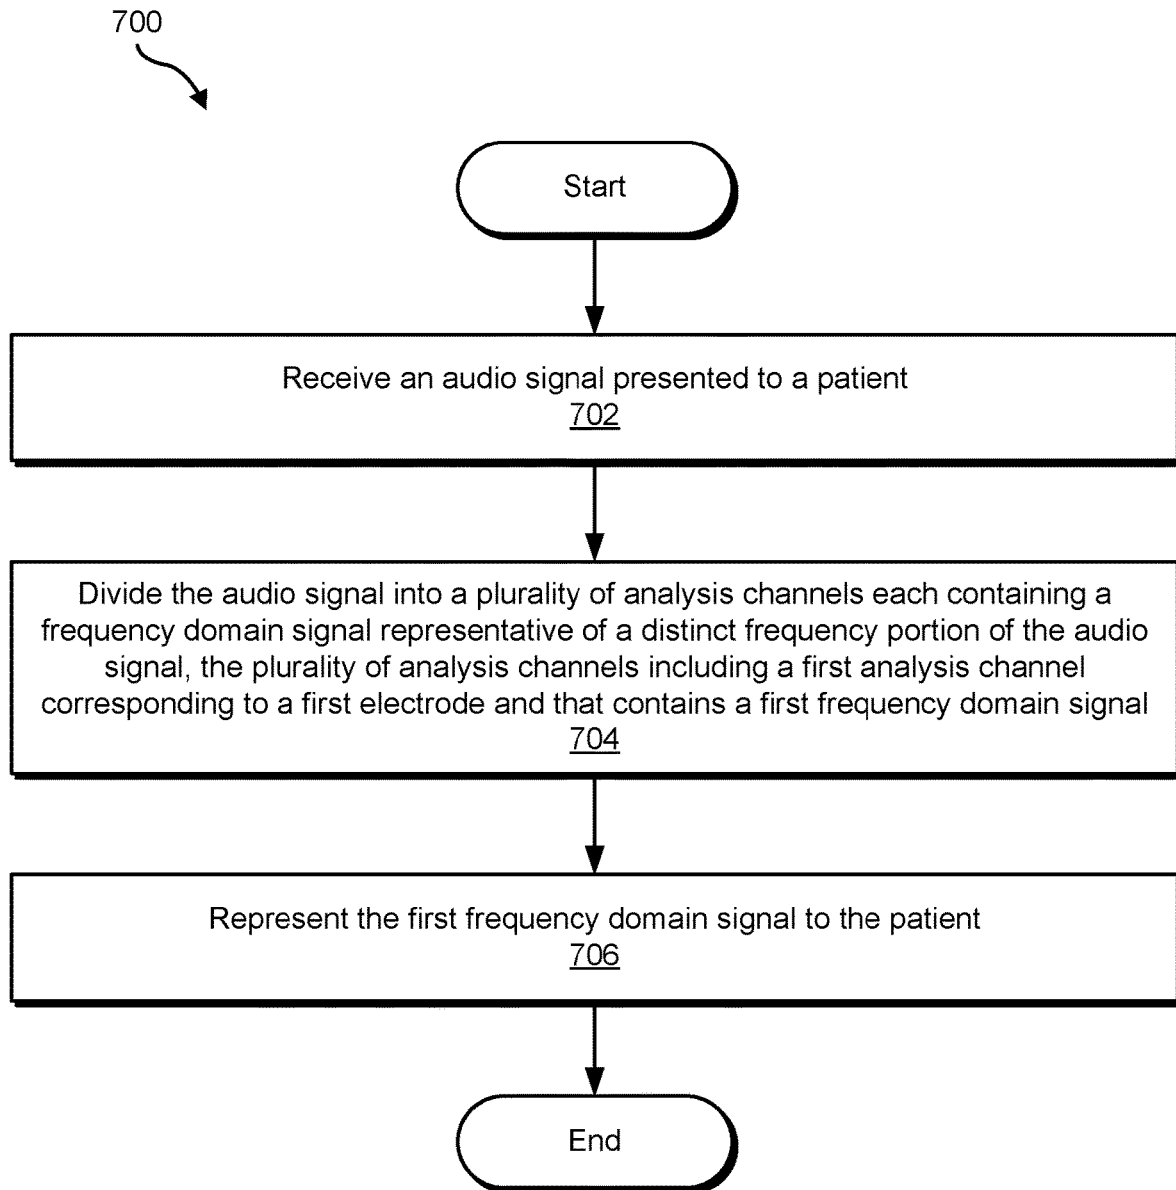 700
Start
Receive an audio signal presented to a patient
702
Divide the audio signal into a plurality of analysis channels each containing a
frequency domain signal representative of a distinct frequency portion of the audio
signal, the plurality of analysis channels including a first analysis channel
corresponding to a first electrode and that contains a first frequency domain signal
704
Represent the first frequency domain signal to the patient
706
End